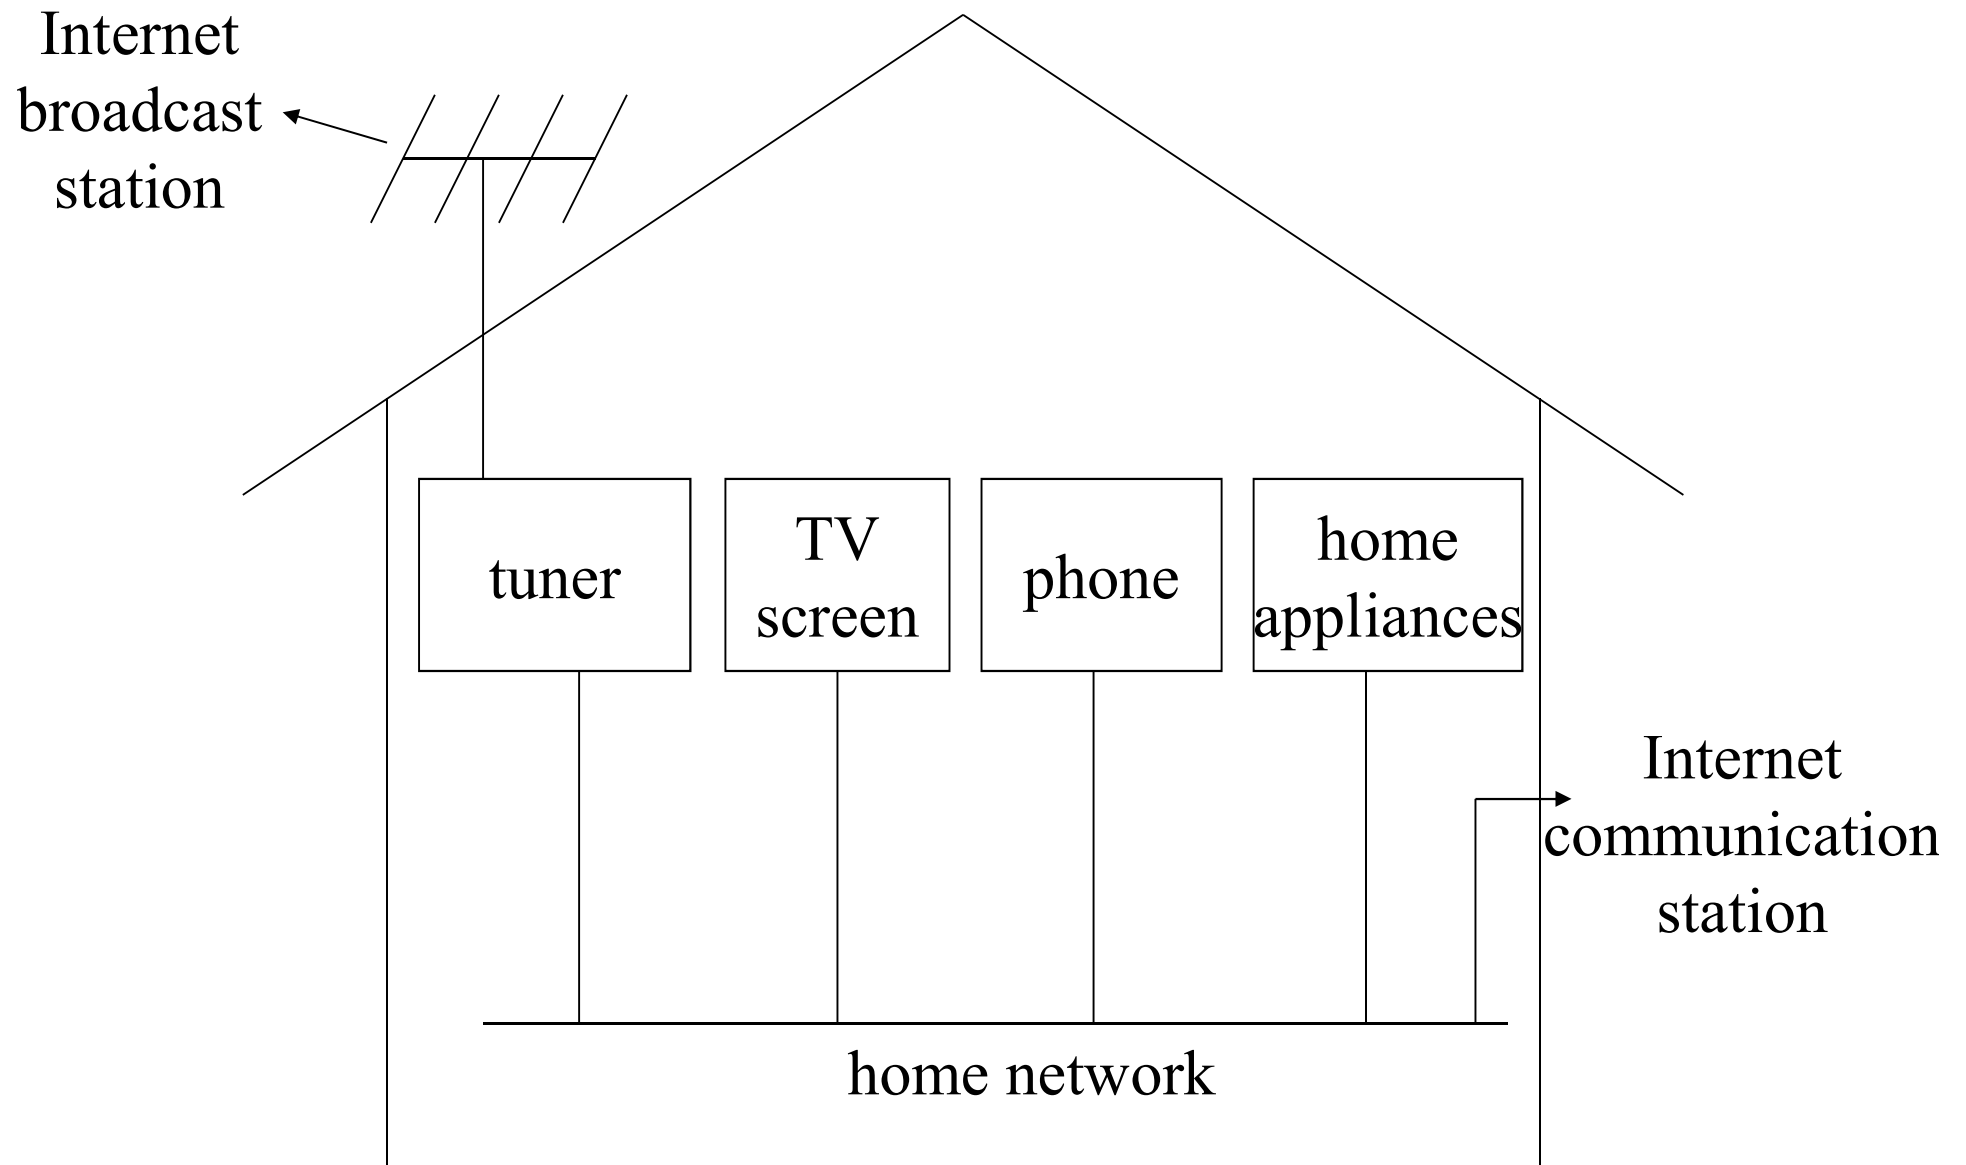 Internet
broadcast
station
tuner
TV
screen
phone
home
appliances
Internet
communication
station
home network